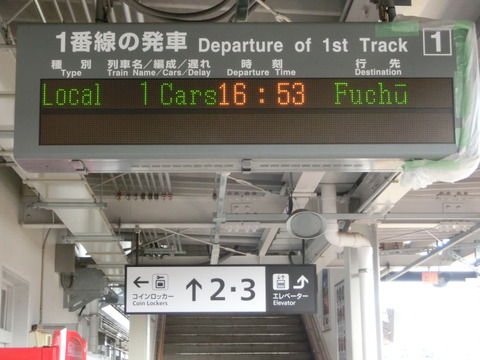 1番線の発車 Departure of 1st Track 1
種別 列車名/編成/遅れ 時刻 行先
Type Train Name/Cars/Delay Departure Time Destination
Local 1 Cars 16:53 Fuchū
← ↑ 2・3
コインロッカー エレベーター
Coin Lockers Elevator